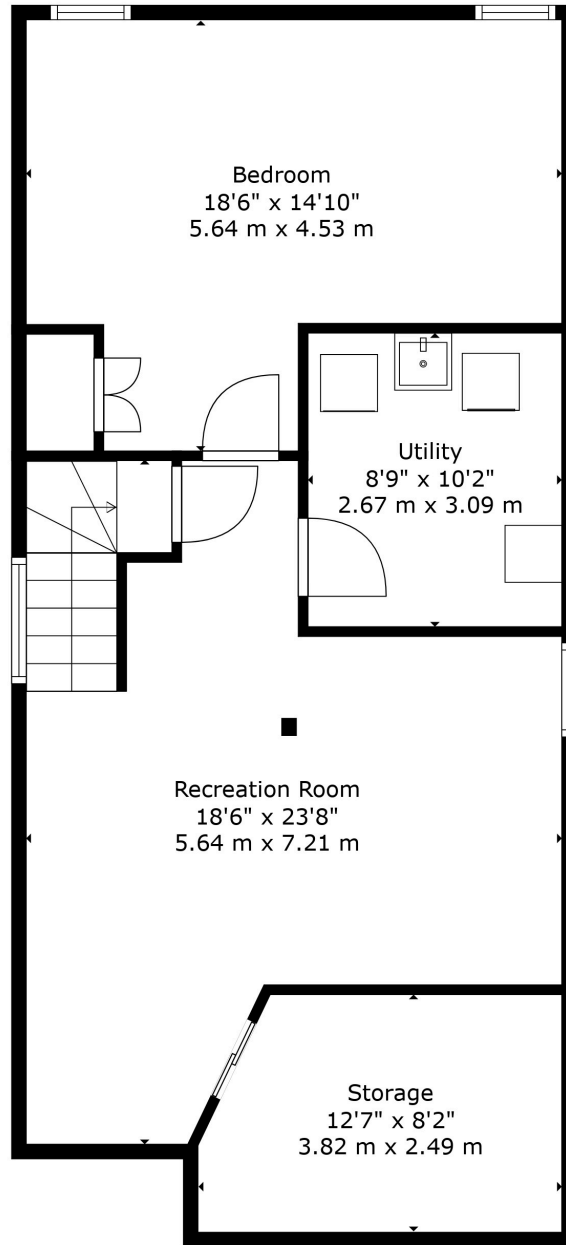 Bedroom
18'6" x 14'10"
5.64 m x 4.53 m
Utility
8'9" x 10'2"
2.67 m x 3.09 m
Recreation Room
18'6" x 23'8"
5.64 m x 7.21 m
Storage
12'7" x 8'2"
3.82 m x 2.49 m